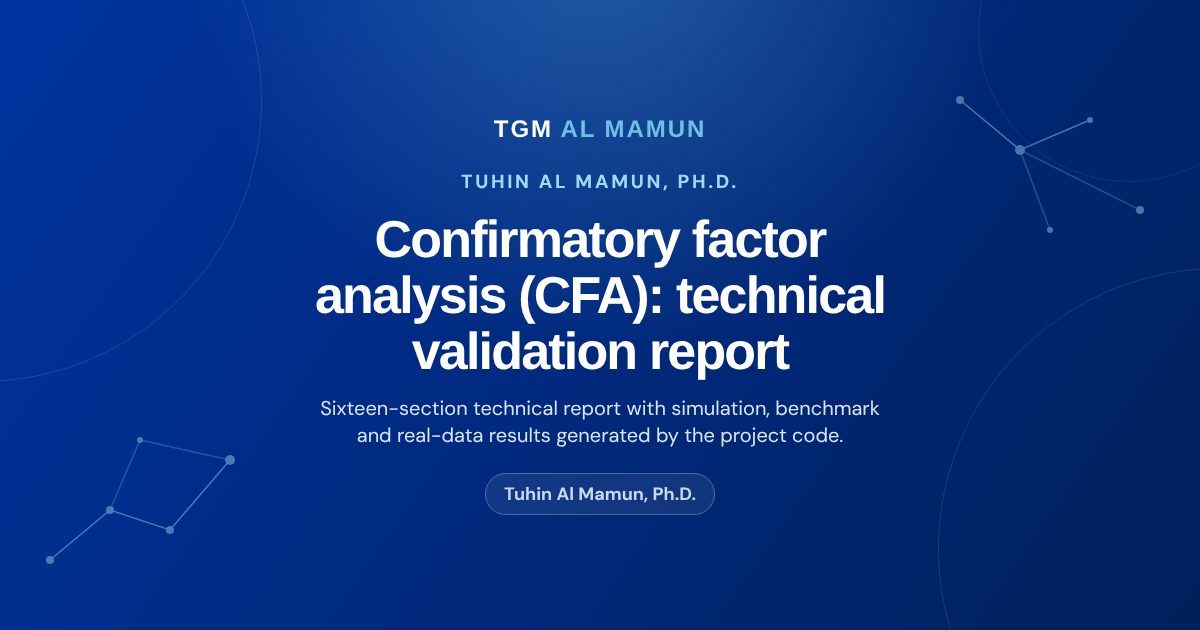 TGM AL MAMUN
TUHIN AL MAMUN, PH.D.
Confirmatory factor
analysis (CFA): technical
validation report
Sixteen-section technical report with simulation, benchmark
and real-data results generated by the project code.
Tuhin Al Mamun, Ph.D.